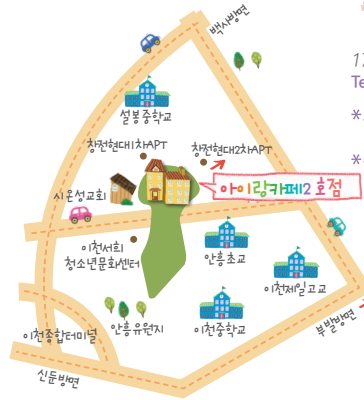 백사방면
설봉중학교
창전현대1차APT
창전현대2차APT
아이랑카페2호점
시온성교회
이천서희
청소년문화센터
안흥초교
이천제일고교
이천종합터미널
안흥유원지
이천중학교
부발방면
신둔방면
1
Te
*
*